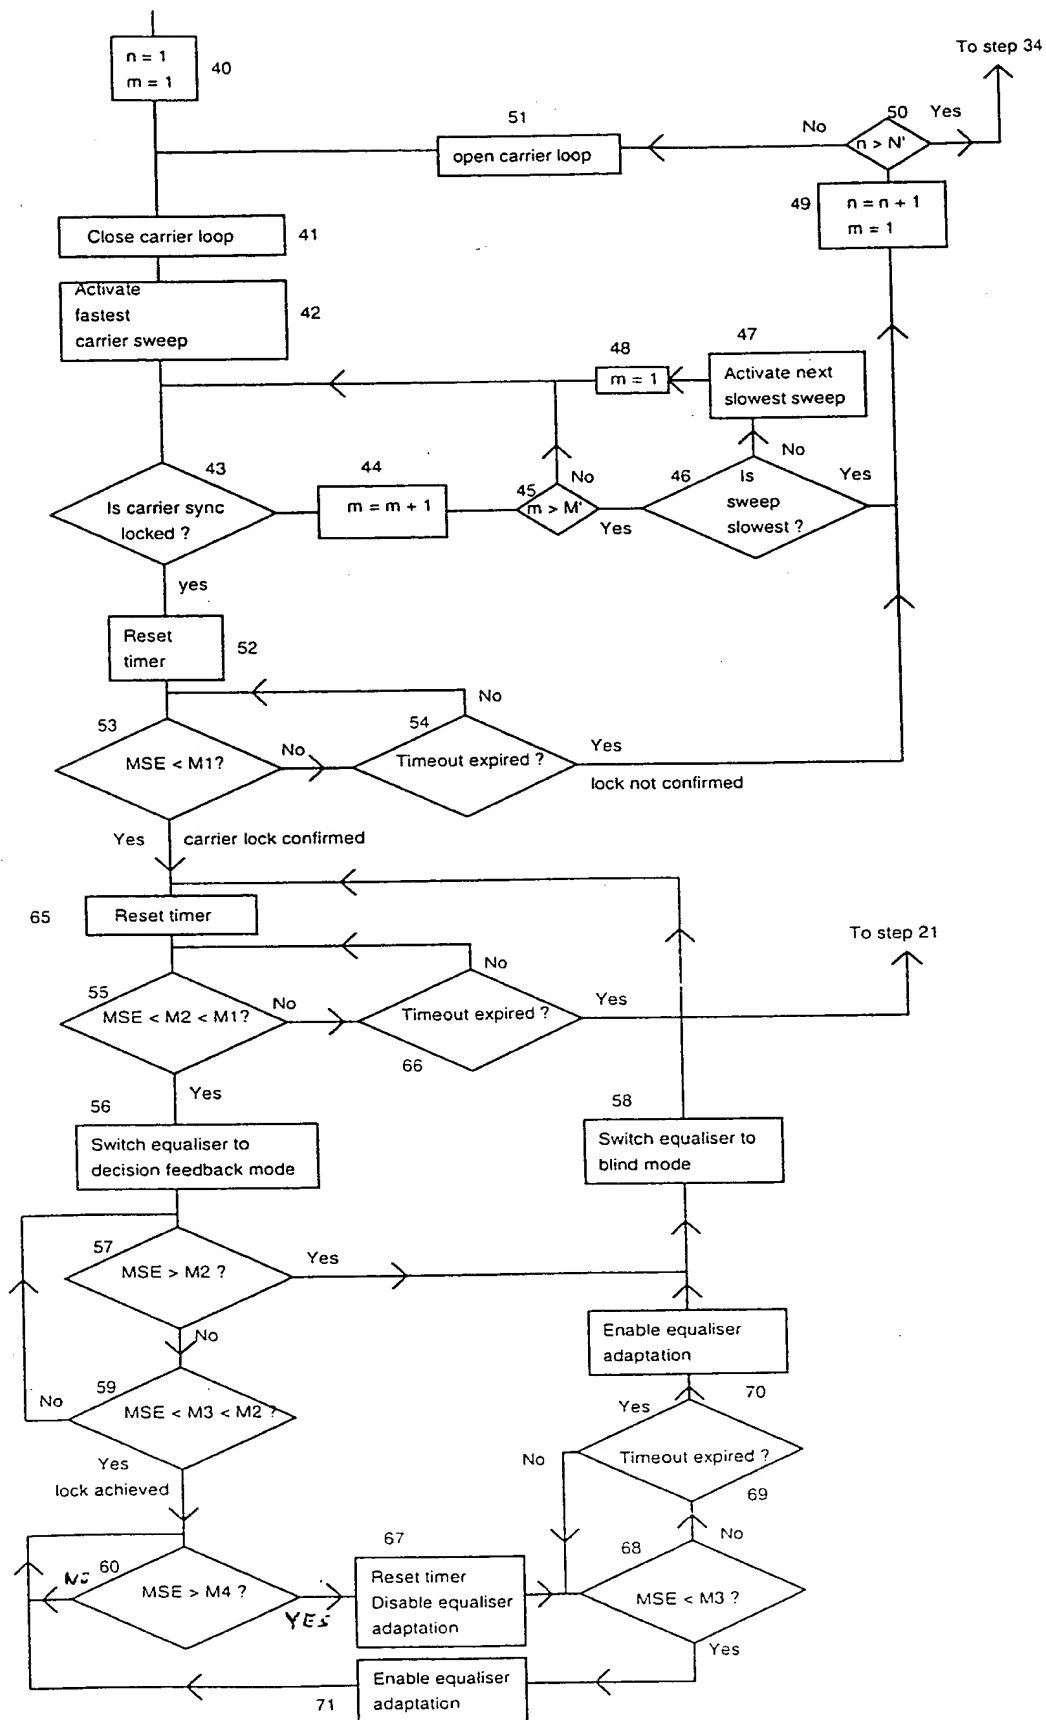 To step 34
n = 1
m = 1
40
51
No
50
Yes
open carrier loop
n > N'
49
n = n + 1
m = 1
Close carrier loop
41
Activate
fastest
carrier sweep
42
47
48
m = 1
Activate next
slowest sweep
No
43
44
45
No
46
Is
sweep
slowest ?
Yes
Is carrier sync
locked ?
m = m + 1
m > M'
Yes
yes
Reset
timer
52
No
53
54
MSE < M1?
No
Timeout expired ?
Yes
lock not confirmed
Yes
carrier lock confirmed
65
Reset timer
To step 21
No
55
MSE < M2 < M1?
No
Timeout expired ?
Yes
66
Yes
56
58
Switch equaliser to
decision feedback mode
Switch equaliser to
blind mode
57
MSE > M2 ?
Yes
No
Enable equaliser
adaptation
70
59
No
MSE < M3 < M2 ?
Yes
Timeout expired ?
No
69
Yes
lock achieved
No
67
68
No
60
MSE > M4 ?
YES
Reset timer
Disable equaliser
adaptation
MSE < M3 ?
Yes
Enable equaliser
adaptation
71